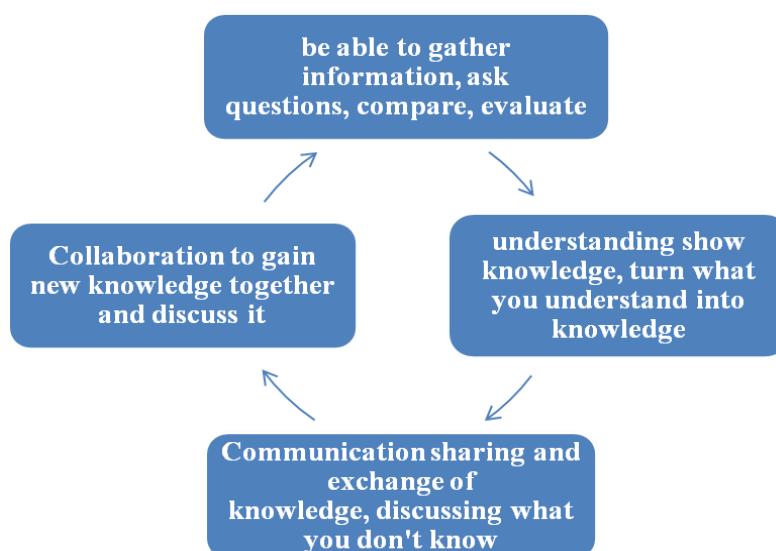 be able to gather
information, ask
questions, compare, evaluate
understanding show
knowledge, turn what
you understand into
knowledge
Communication sharing and
exchange of
knowledge, discussing what
you don't know
Collaboration to gain
new knowledge together
and discuss it